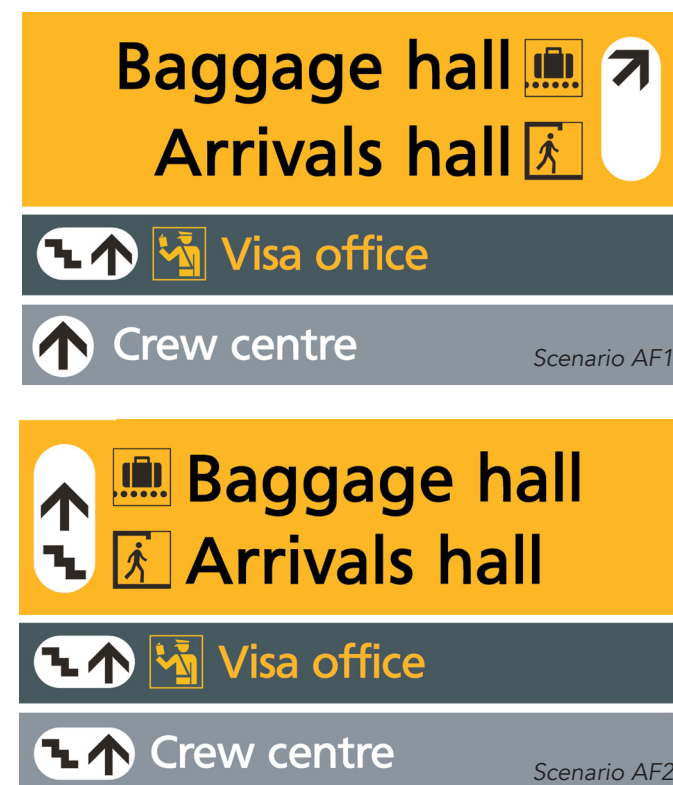 Baggage hall
Arrivals hall
Visa office
Crew centre
Scenario AF1
Baggage hall
Arrivals hall
Visa office
Crew centre
Scenario AF2